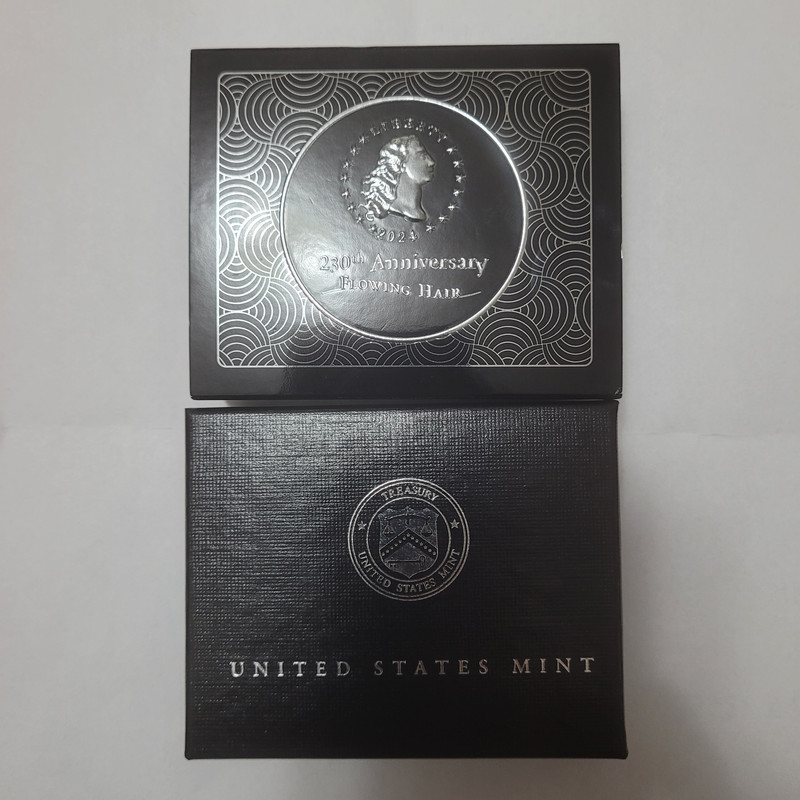 LIBERTY
2024
230th Anniversary
FLOWING HAIR
TREASURY
UNITED STATES MINT
UNITED STATES MINT